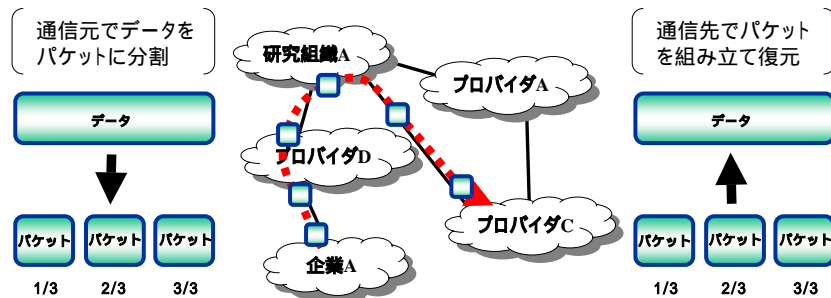 通信元でデータを
パケットに分割
データ
パケット
パケット
パケット
1/3
2/3
3/3
研究組織A
プロバイダA
プロバイダD
プロバイダC
企業A
通信先でパケット
を組み立て復元
データ
パケット
パケット
パケット
1/3
2/3
3/3